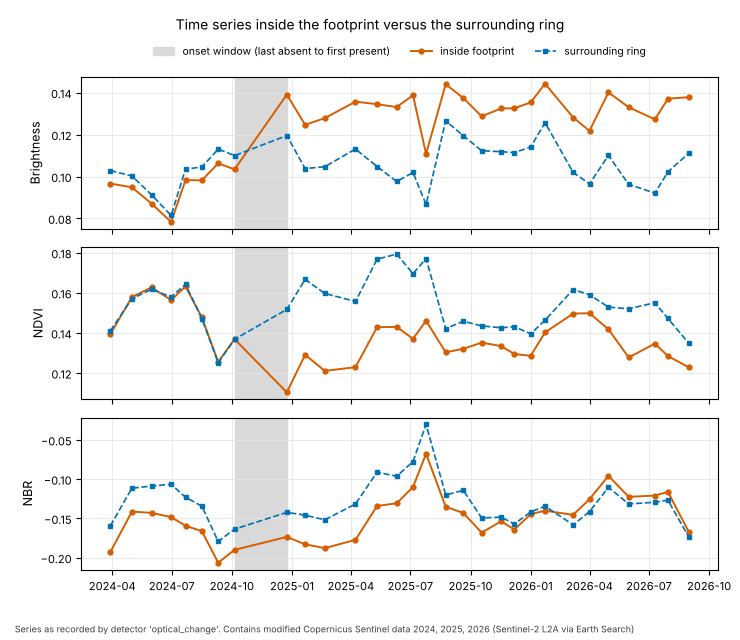 Time series inside the footprint versus the surrounding ring
onset window (last absent to first present) inside footprint surrounding ring
Brightness
0.14
0.12
0.10
0.08
NDVI
0.18
0.16
0.14
0.12
NBR
−0.05
−0.10
−0.15
−0.20
2024-04 2024-07 2024-10 2025-01 2025-04 2025-07 2025-10 2026-01 2026-04 2026-07 2026-10
Series as recorded by detector 'optical_change'. Contains modified Copernicus Sentinel data 2024, 2025, 2026 (Sentinel-2 L2A via Earth Search)